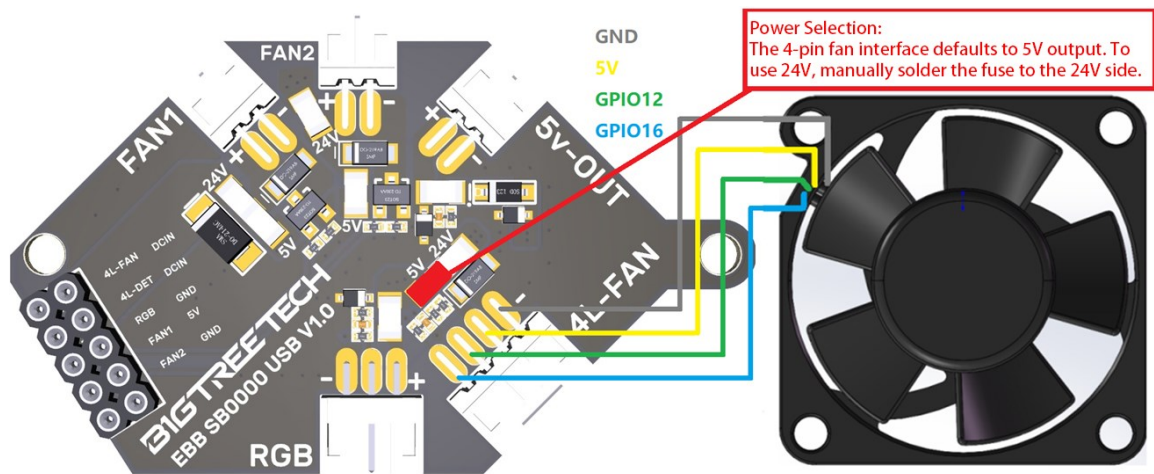 Power Selection:
The 4-pin fan interface defaults to 5V output. To
use 24V, manually solder the fuse to the 24V side.
GND
5V
GPIO12
GPIO16
FAN2
FAN1
5V-OUT
4L-FAN
RGB
+
-
+
-
+
-
-
+
-
24V
24V
5V
5V
5V
24V
4L-FAN DCIN
4L-DET DCIN
RGB GND
FAN1 5V
FAN2 GND
BIGTREETECH
EBB SB0000 USB V1.0